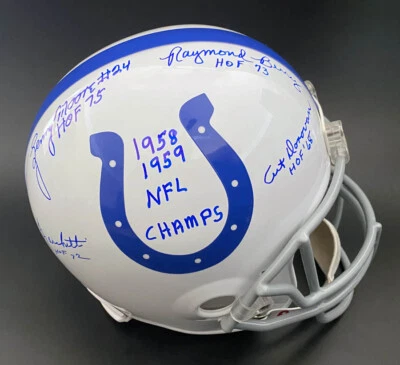 Lenny Moore #24
HOF 75
Raymond Berry
HOF 73
Art Donovan
HOF '68
1958
1959
NFL
CHAMPS
HOF 72